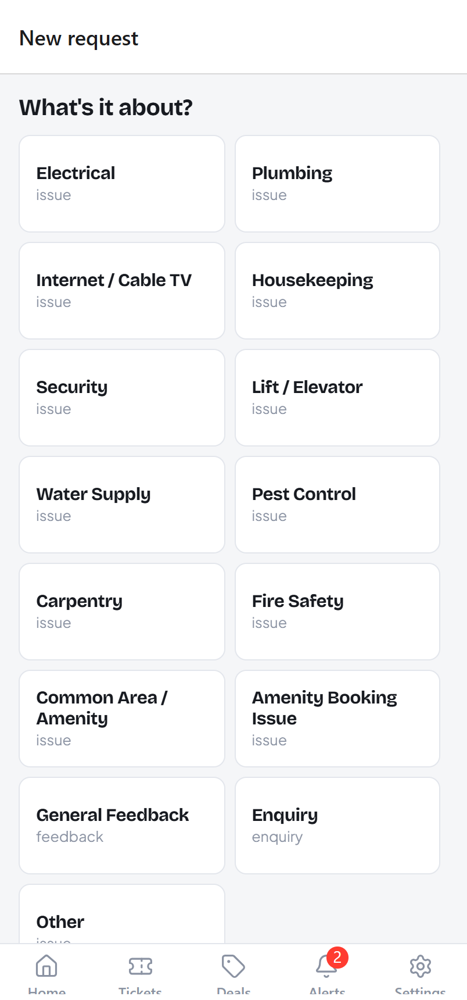 New request
What's it about?
Electrical
issue
Plumbing
issue
Internet / Cable TV
issue
Housekeeping
issue
Security
issue
Lift / Elevator
issue
Water Supply
issue
Pest Control
issue
Carpentry
issue
Fire Safety
issue
Common Area /
Amenity
issue
Amenity Booking
Issue
issue
General Feedback
feedback
Enquiry
enquiry
Other
issue
2
Home
Tickets
Deals
Alerts
Settings